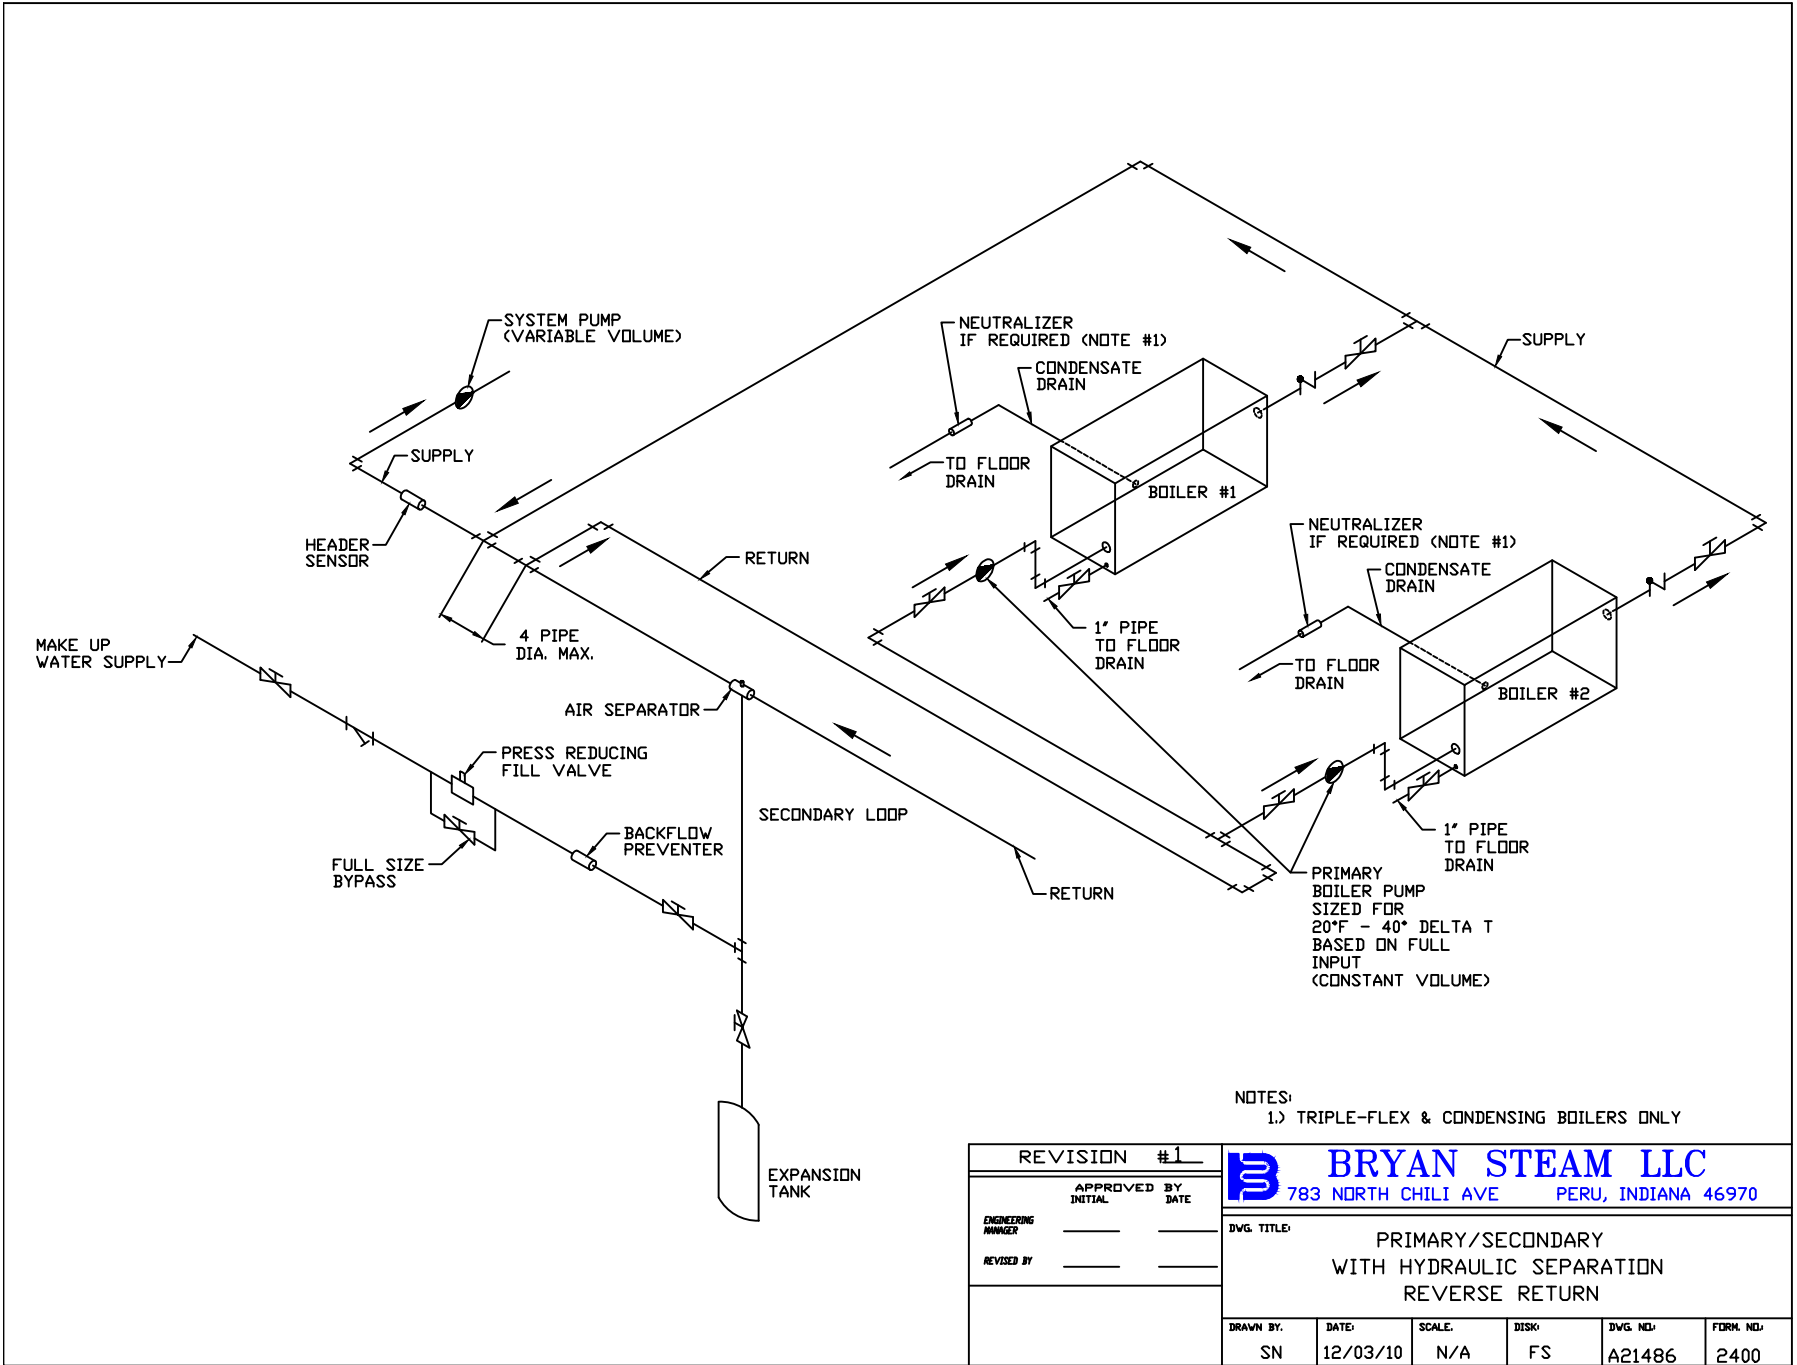 SYSTEM PUMP
(VARIABLE VOLUME)
NEUTRALIZER
IF REQUIRED (NOTE #1)
CONDENSATE
DRAIN
SUPPLY
SUPPLY
TO FLOOR
DRAIN
BOILER #1
HEADER
SENSOR
RETURN
NEUTRALIZER
IF REQUIRED (NOTE #1)
CONDENSATE
DRAIN
4 PIPE
DIA. MAX.
1" PIPE
TO FLOOR
DRAIN
MAKE UP
WATER SUPPLY
TO FLOOR
DRAIN
BOILER #2
AIR SEPARATOR
PRESS REDUCING
FILL VALVE
SECONDARY LOOP
BACKFLOW
PREVENTER
1" PIPE
TO FLOOR
DRAIN
FULL SIZE
BYPASS
RETURN
PRIMARY
BOILER PUMP
SIZED FOR
20°F - 40° DELTA T
BASED ON FULL
INPUT
(CONSTANT VOLUME)
EXPANSION
TANK
NOTES:
1.) TRIPLE-FLEX & CONDENSING BOILERS ONLY
REVISION #1
APPROVED BY
INITIAL DATE
ENGINEERING
MANAGER
REVISED BY
BRYAN STEAM LLC
783 NORTH CHILI AVE PERU, INDIANA 46970
DWG. TITLE:
PRIMARY/SECONDARY
WITH HYDRAULIC SEPARATION
REVERSE RETURN
DRAWN BY. DATE: SCALE. DISK: DWG. NO.: FORM. NO.:
SN 12/03/10 N/A FS A21486 2400